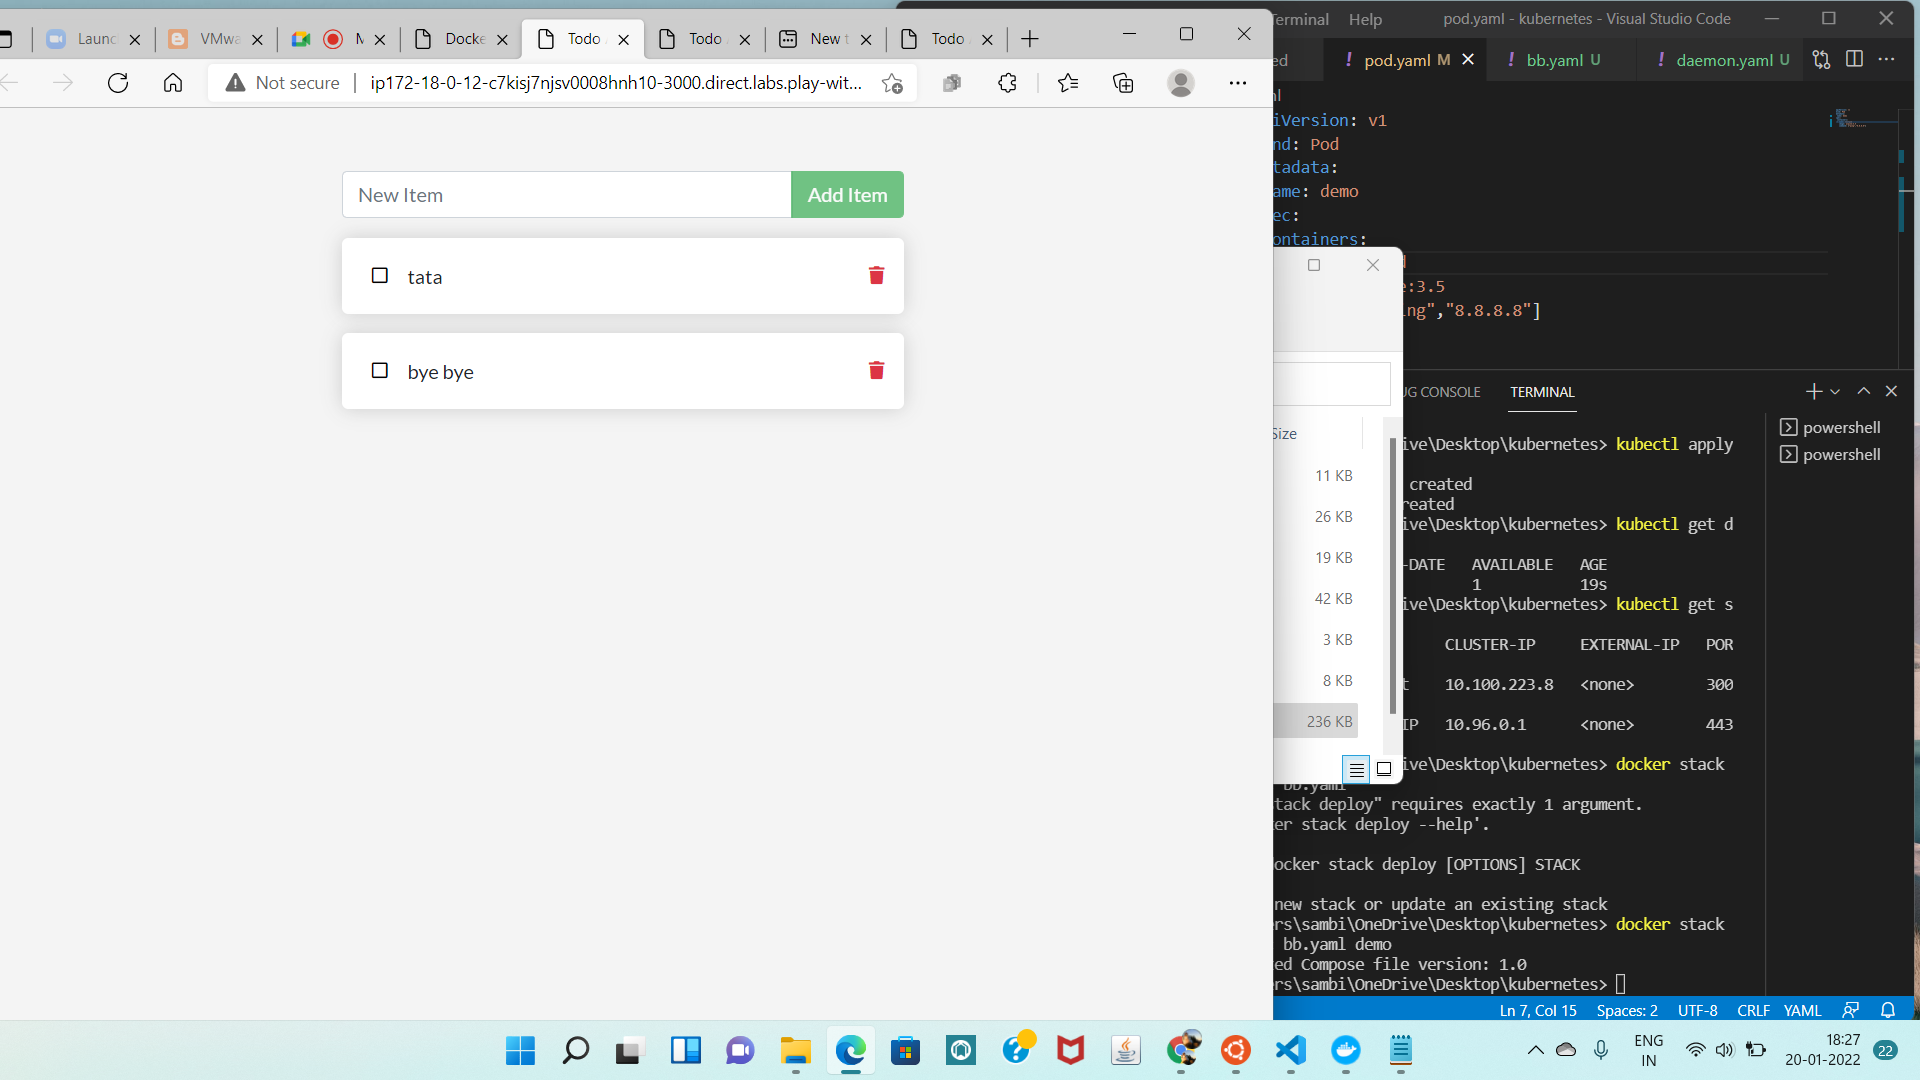 Launc
VMwa
M
Docke
Todo
Todo
New t
Todo
Not secure
ip172-18-0-12-c7kisj7njsv0008hnh10-3000.direct.labs.play-wit...
New Item
Add Item
tata
bye bye
Terminal
Help
pod.yaml - kubernetes - Visual Studio Code
ed
! pod.yaml M
! bb.yaml U
! daemon.yaml U
ml
iVersion: v1
nd: Pod
tadata:
ame: demo
ec:
ontainers:
e:3.5
ing","8.8.8.8"]
Size
11 KB
26 KB
19 KB
42 KB
3 KB
8 KB
236 KB
UG CONSOLE
TERMINAL
powershell
powershell
ive\Desktop\kubernetes> kubectl apply
created
reated
ive\Desktop\kubernetes> kubectl get d
-DATE AVAILABLE AGE
1 19s
ive\Desktop\kubernetes> kubectl get s
CLUSTER-IP EXTERNAL-IP POR
t 10.100.223.8 <none> 300
IP 10.96.0.1 <none> 443
ive\Desktop\kubernetes> docker stack
bb.yaml
tack deploy" requires exactly 1 argument.
er stack deploy --help'.
docker stack deploy [OPTIONS] STACK
new stack or update an existing stack
ers\sambi\OneDrive\Desktop\kubernetes> docker stack
bb.yaml demo
ed Compose file version: 1.0
ers\sambi\OneDrive\Desktop\kubernetes>
Ln 7, Col 15
Spaces: 2
UTF-8
CRLF
YAML
ENG
IN
18:27
20-01-2022
22